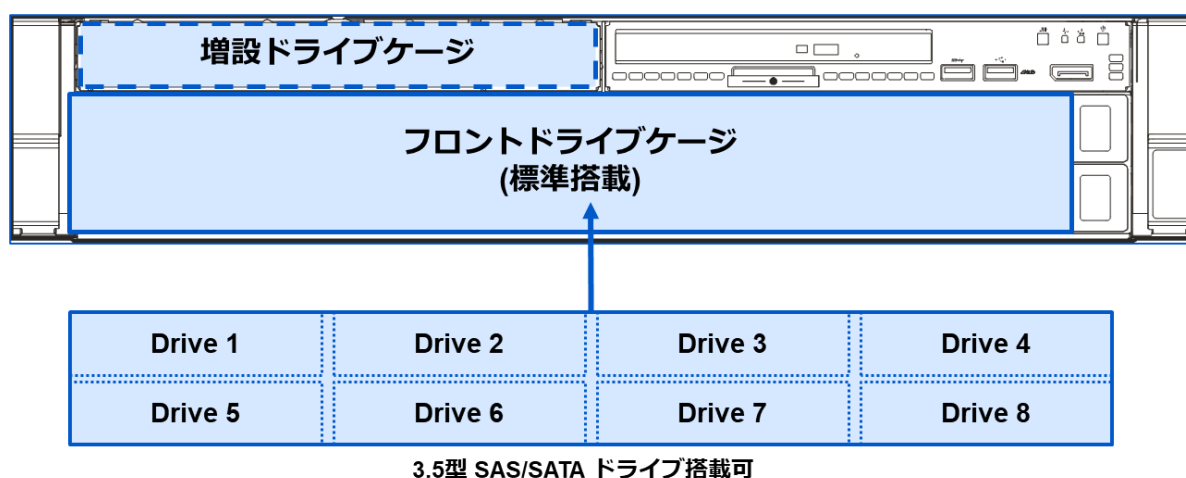 増設ドライブケージ
フロントドライブケージ
(標準搭載)
Drive 1
Drive 2
Drive 3
Drive 4
Drive 5
Drive 6
Drive 7
Drive 8
3.5型 SAS/SATA ドライブ搭載可